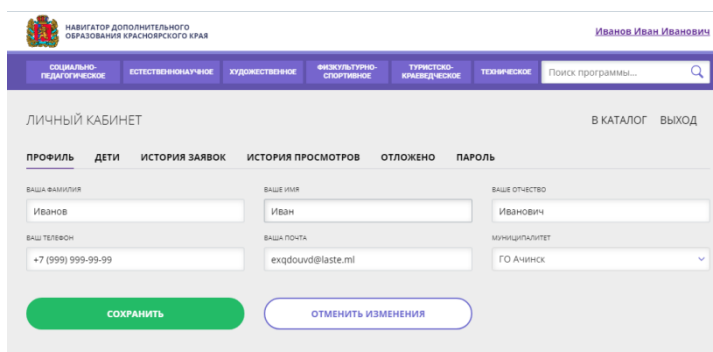 НАВИГАТОР ДОПОЛНИТЕЛЬНОГО
ОБРАЗОВАНИЯ КРАСНОЯРСКОГО КРАЯ
Иванов Иван Иванович
СОЦИАЛЬНО-
ПЕДАГОГИЧЕСКОЕ
ЕСТЕСТВЕННОНАУЧНОЕ
ХУДОЖЕСТВЕННОЕ
ФИЗКУЛЬТУРНО-
СПОРТИВНОЕ
ТУРИСТСКО-
КРАЕВЕДЧЕСКОЕ
ТЕХНИЧЕСКОЕ
Поиск программы...
ЛИЧНЫЙ КАБИНЕТ
В КАТАЛОГ ВЫХОД
ПРОФИЛЬ ДЕТИ ИСТОРИЯ ЗАЯВОК ИСТОРИЯ ПРОСМОТРОВ ОТЛОЖЕНО ПАРОЛЬ
ВАША ФАМИЛИЯ ВАШЕ ИМЯ ВАШЕ ОТЧЕСТВО
Иванов Иван Иванович
ВАШ ТЕЛЕФОН ВАША ПОЧТА МУНИЦИПАЛИТЕТ
+7 (999) 999-99-99 exqdouvd@laste.ml ГО Ачинск
СОХРАНИТЬ ОТМЕНИТЬ ИЗМЕНЕНИЯ